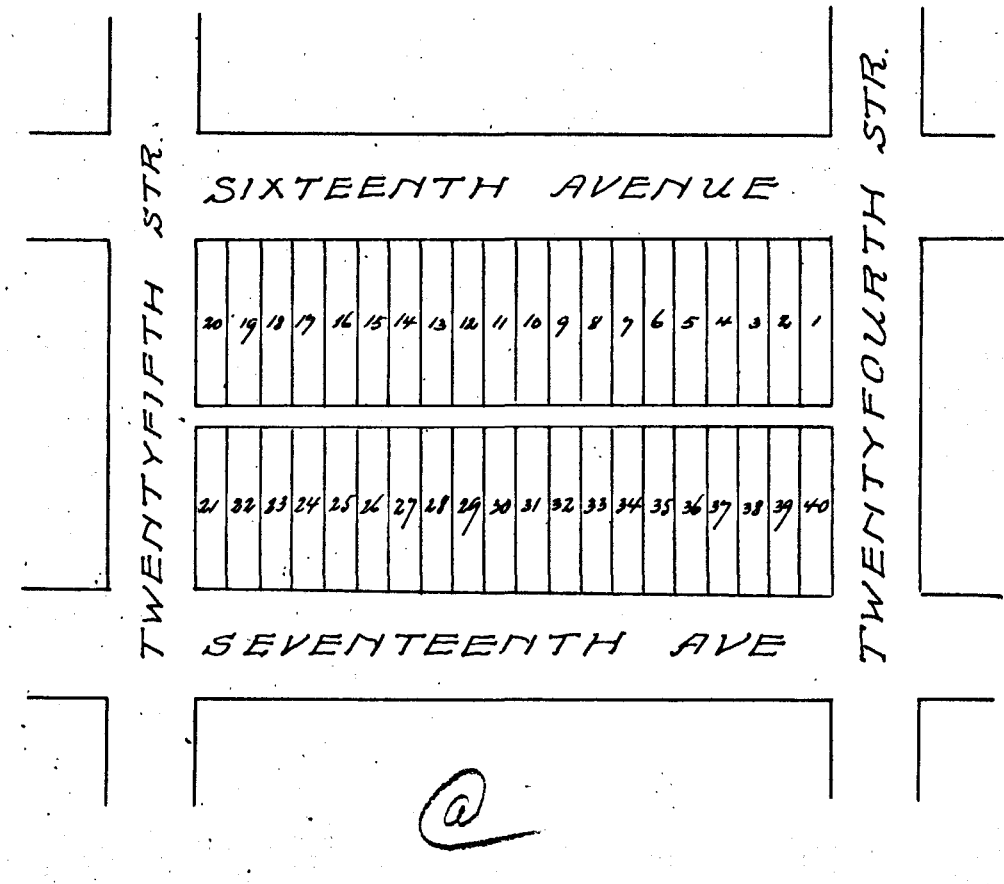 SIXTEENTH AVENUE
20 19 18 17 16 15 14 13 12 11 10 9 8 7 6 5 4 3 2 1
21 22 23 24 25 26 27 28 29 30 31 32 33 34 35 36 37 38 39 40
SEVENTEENTH AVE
TWENTYFIFTH STR.
TWENTYFOURTH STR.
a